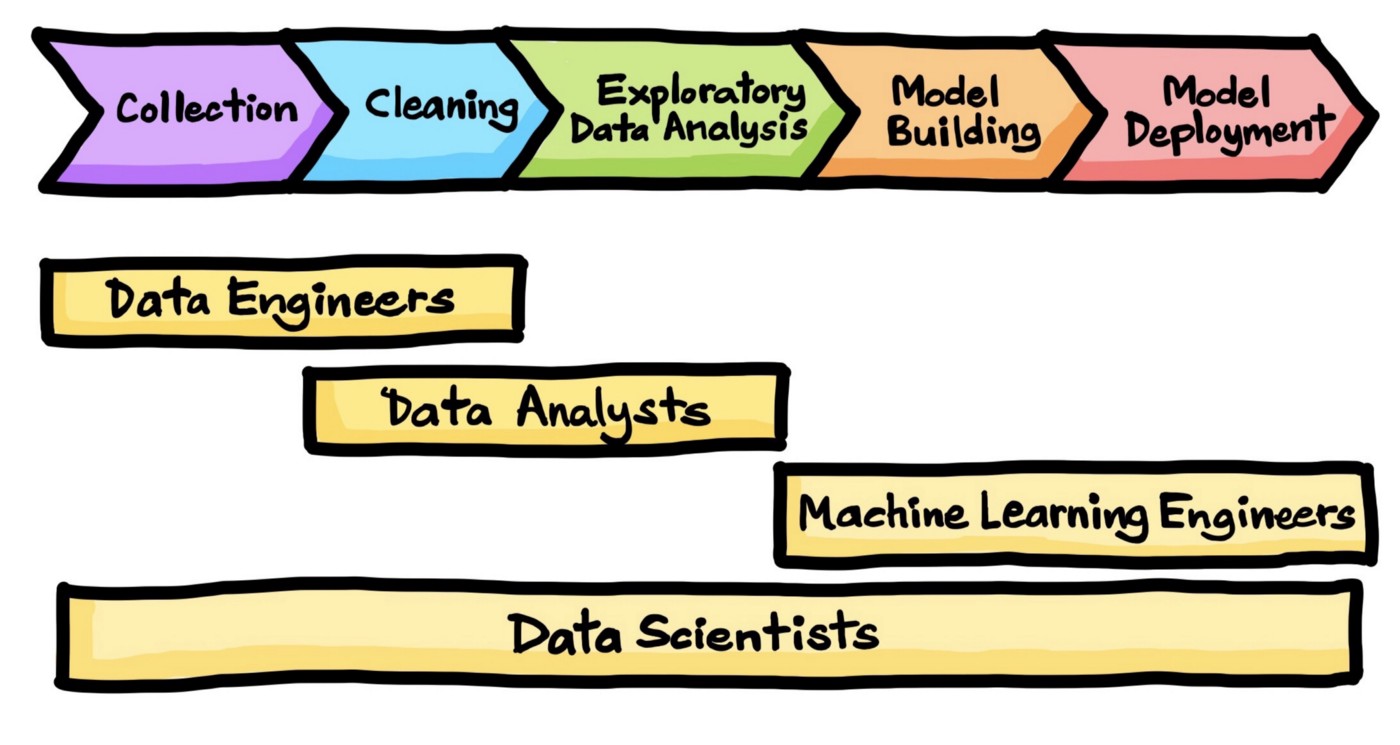 Collection
Cleaning
Exploratory
Data Analysis
Model
Building
Model
Deployment
Data Engineers
Data Analysts
Machine Learning Engineers
Data Scientists